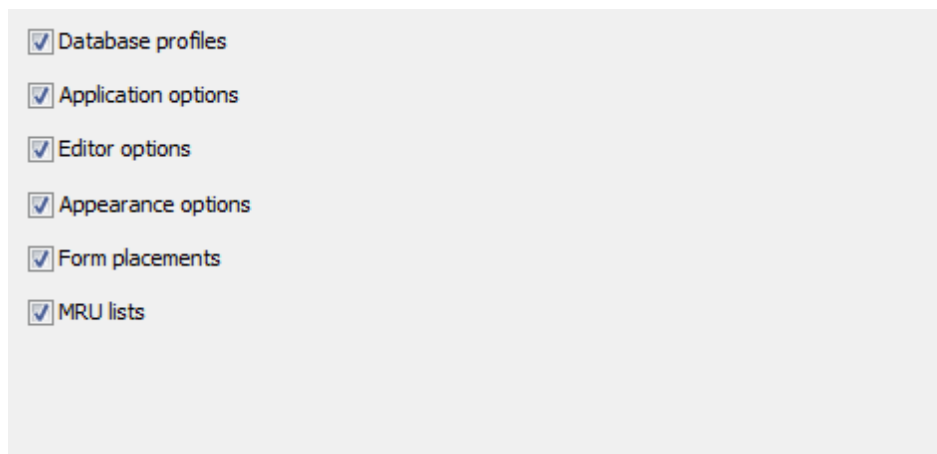 Database profiles
Application options
Editor options
Appearance options
Form placements
MRU lists